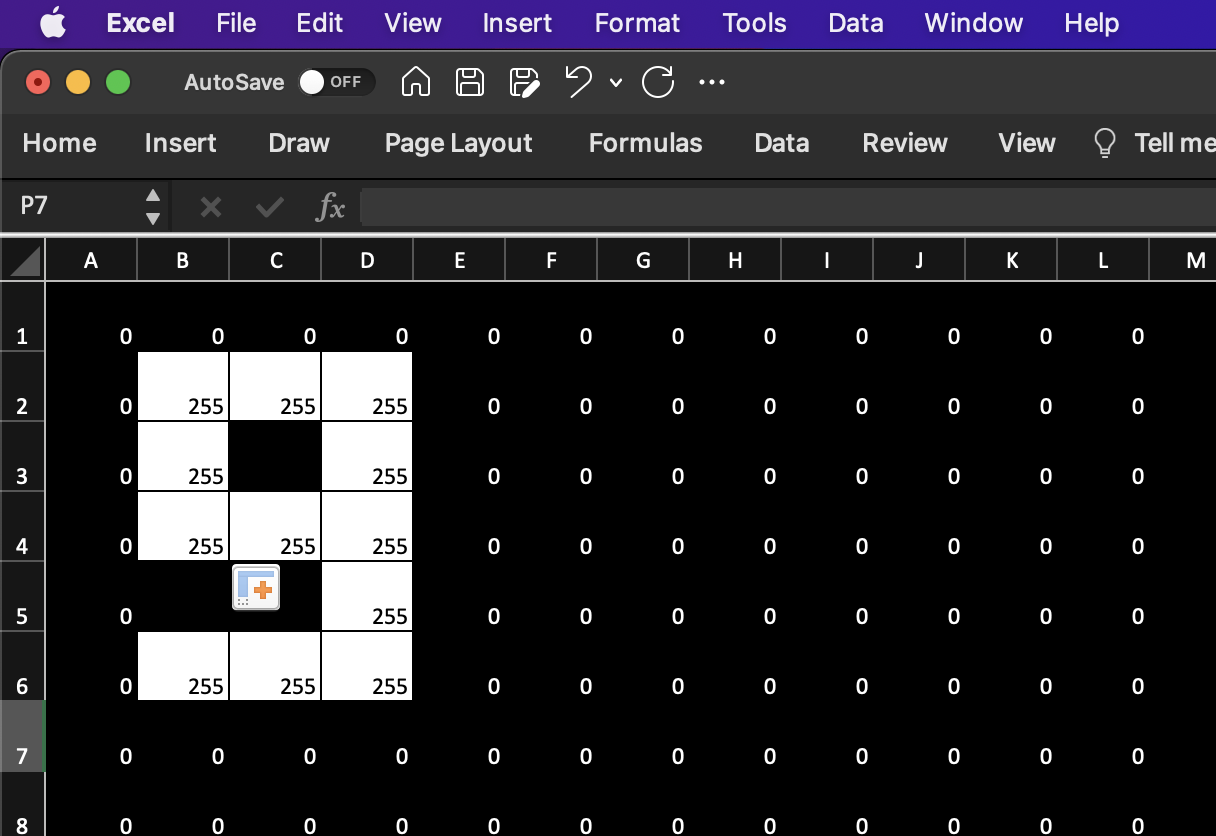 Excel File Edit View Insert Format Tools Data Window Help
AutoSave OFF
Home Insert Draw Page Layout Formulas Data Review View Tell me
P7 fx
A B C D E F G H I J K L M
1 0 0 0 0 0 0 0 0 0 0 0 0
2 0 255 255 255 0 0 0 0 0 0 0 0
3 0 255 255 0 0 0 0 0 0 0 0
4 0 255 255 255 0 0 0 0 0 0 0 0
5 0 255 0 0 0 0 0 0 0 0
6 0 255 255 255 0 0 0 0 0 0 0 0
7 0 0 0 0 0 0 0 0 0 0 0 0
8 0 0 0 0 0 0 0 0 0 0 0 0